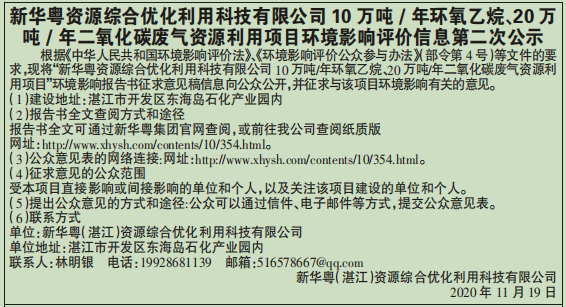 新华粤资源综合优化利用科技有限公司 10 万吨 / 年环氧乙烷、20 万
吨 / 年二氧化碳废气资源利用项目环境影响评价信息第二次公示
根据《中华人民共和国环境影响评价法》、《环境影响评价公众参与办法》(部令第 4 号)等文件的要
求,现将“新华粤资源综合优化利用科技有限公司 10 万吨/年环氧乙烷、20 万吨/年二氧化碳废气资源利
用项目”环境影响报告书征求意见稿信息向公众公开,并征求与该项目环境影响有关的意见。
(1)建设地址:湛江市开发区东海岛石化产业园内
(2)报告书全文查阅方式和途径
报告书全文可通过新华粤集团官网查阅,或前往我公司查阅纸质版
网址:http://www.xhysh.com/contents/10/354.html。
(3)公众意见表的网络连接:网址:http://www.xhysh.com/contents/10/354.html。
(4)征求意见的公众范围
受本项目直接影响或间接影响的单位和个人,以及关注该项目建设的单位和个人。
(5)提出公众意见的方式和途径:公众可以通过信件、电子邮件等方式,提交公众意见表。
(6)联系方式
单位:新华粤(湛江)资源综合优化利用科技有限公司
单位地址:湛江市开发区东海岛石化产业园内
联系人:林明银 电话:19928681139 邮箱:516578667@qq.com
新华粤(湛江)资源综合优化利用科技有限公司
2020 年 11 月 19 日